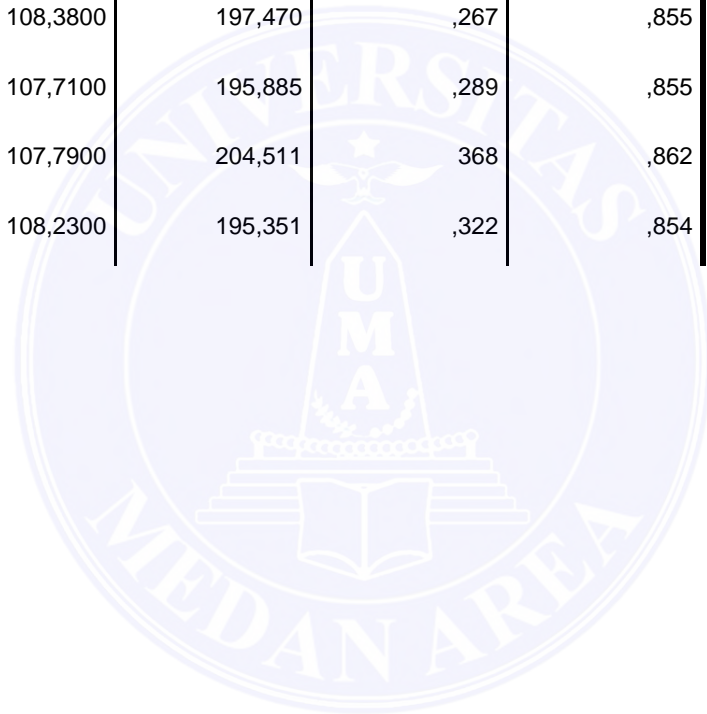 108,3800 197,470 ,267 ,855
107,7100 195,885 ,289 ,855
107,7900 204,511 368 ,862
108,2300 195,351 ,322 ,854
UNIVERSITAS
UMA
MEDAN AREA